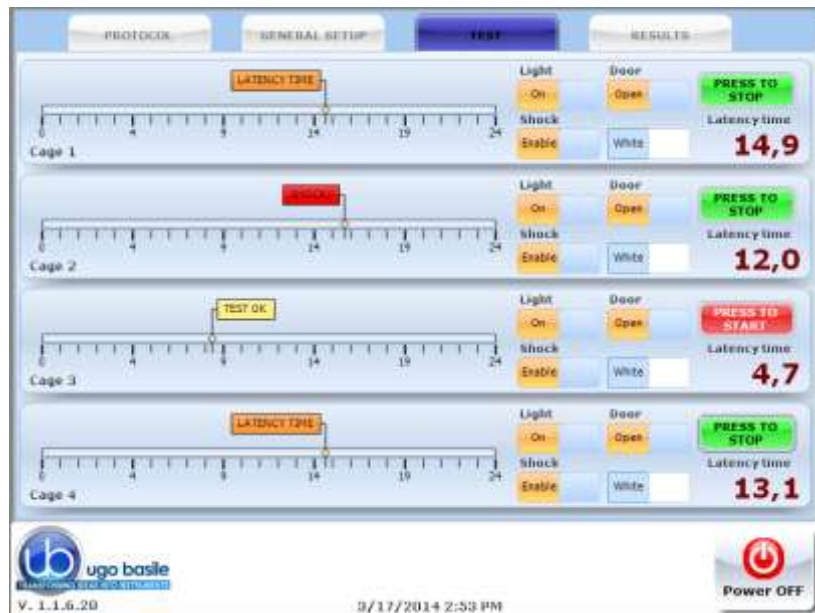 PROTOCOL GENERAL SETUP TEST RESULTS
LATENCY TIME
Light Door
On Open
PRESS TO STOP
Shock
Latency time
0 4 9 14 19 24
Enable White
14,9
Cage 1
SHOCK
Light Door
On Open
PRESS TO STOP
Shock
Latency time
0 4 9 14 19 24
Enable White
12,0
Cage 2
TEST OK
Light Door
On Open
PRESS TO START
Shock
Latency time
0 4 9 14 19 24
Enable White
4,7
Cage 3
LATENCY TIME
Light Door
On Open
PRESS TO STOP
Shock
Latency time
0 4 9 14 19 24
Enable White
13,1
Cage 4
ub ugo basile
TRANSFORMING IDEAS INTO INSTRUMENTS
V. 1.1.6.20
3/17/2014 2:53 PM
Power OFF